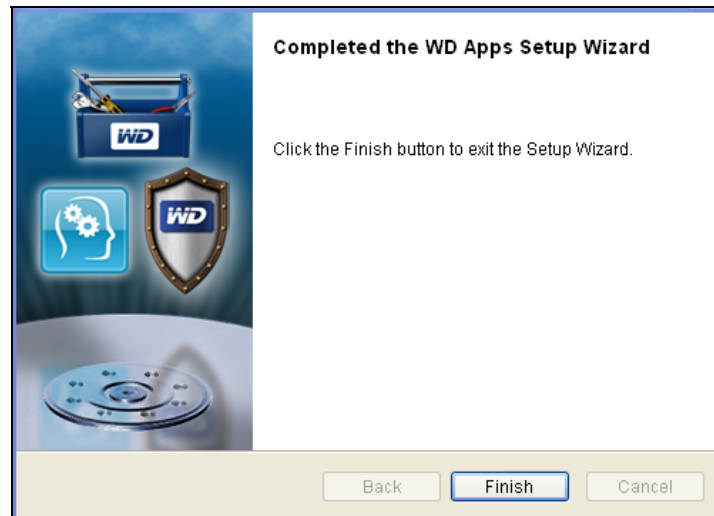 Completed the WD Apps Setup Wizard
WD
Click the Finish button to exit the Setup Wizard.
WD
Back Finish Cancel